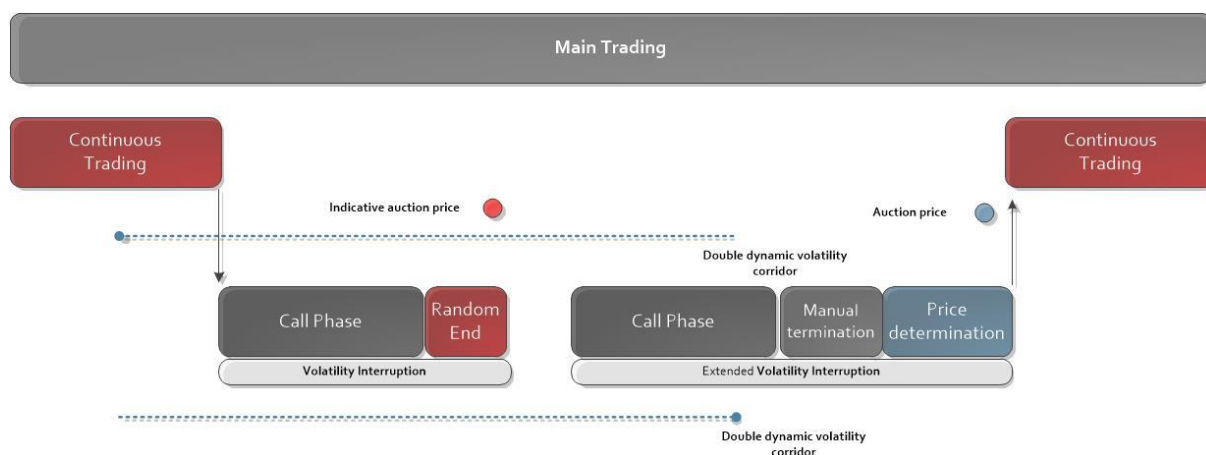 Main Trading
Continuous
Trading
Continuous
Trading
Indicative auction price
Auction price
Double dynamic volatility
corridor
Call Phase
Random
End
Call Phase
Manual
termination
Price
determination
Volatility Interruption
Extended Volatility Interruption
Double dynamic volatility
corridor